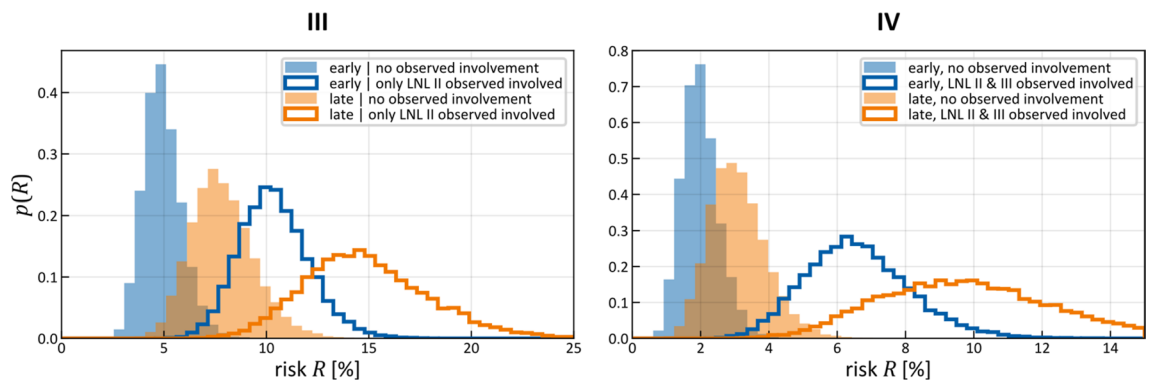 III
early | no observed involvement
early | only LNL II observed involved
late | no observed involvement
late | only LNL II observed involved
p(R)
0.4
0.3
0.2
0.1
0.0
0 5 10 15 20 25
risk R [%]
IV
early, no observed involvement
early, LNL II & III observed involved
late, no observed involvement
late, LNL II & III observed involved
0.8
0.7
0.6
0.5
0.4
0.3
0.2
0.1
0.0
0 2 4 6 8 10 12 14
risk R [%]